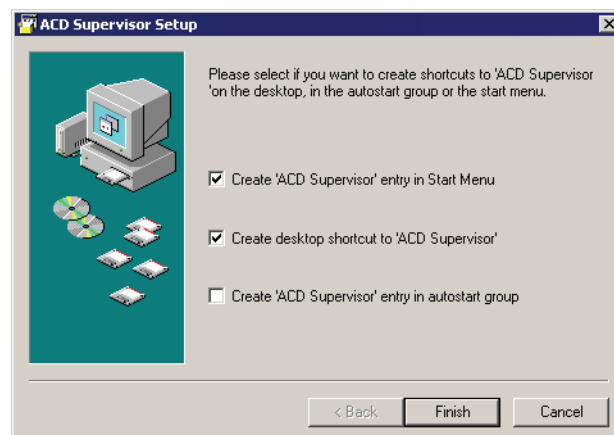 ACD Supervisor Setup
Please select if you want to create shortcuts to 'ACD Supervisor
'on the desktop, in the autostart group or the start menu.
Create 'ACD Supervisor' entry in Start Menu
Create desktop shortcut to 'ACD Supervisor'
Create 'ACD Supervisor' entry in autostart group
< Back Finish Cancel